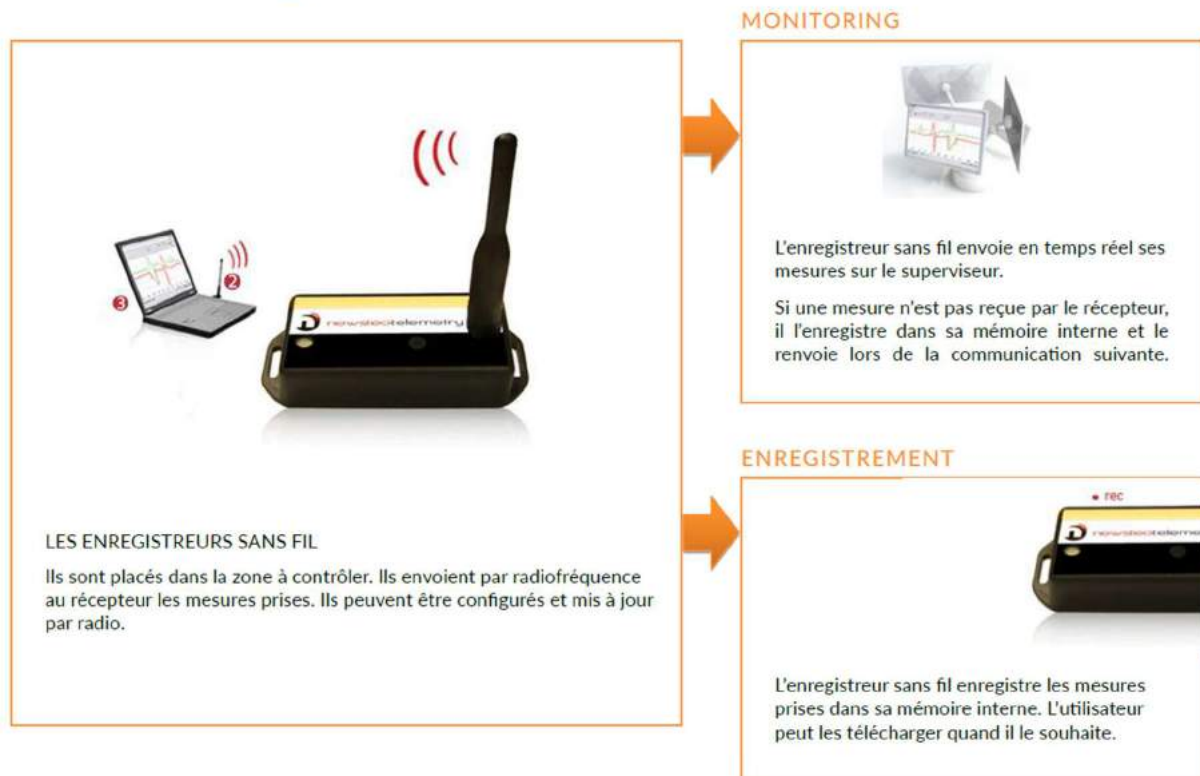 MONITORING
3
2
newsteotelemetry
LES ENREGISTREURS SANS FIL
Ils sont placés dans la zone à contrôler. Ils envoient par radiofréquence
au récepteur les mesures prises. Ils peuvent être configurés et mis à jour
par radio.
L'enregistreur sans fil envoie en temps réel ses
mesures sur le superviseur.
Si une mesure n'est pas reçue par le récepteur,
il l'enregistre dans sa mémoire interne et le
renvoie lors de la communication suivante.
ENREGISTREMENT
• rec
L'enregistreur sans fil enregistre les mesures
prises dans sa mémoire interne. L'utilisateur
peut les télécharger quand il le souhaite.